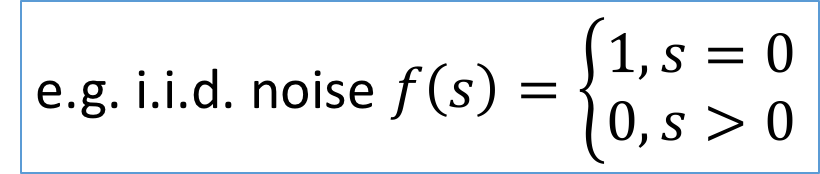 e.g. i.i.d. noise f(s) = {1, s = 0
0, s > 0